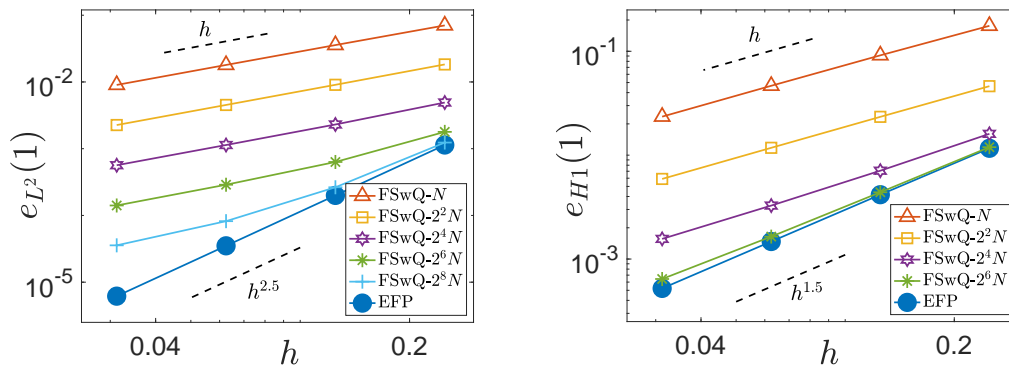 h
10^{-2}
10^{-5}
e_{L^2}(1)
FSwQ-N
FSwQ-2^2N
FSwQ-2^4N
FSwQ-2^6N
FSwQ-2^8N
EFP
h^{2.5}
0.04
0.2
h
h
10^{-1}
10^{-3}
e_{H1}(1)
FSwQ-N
FSwQ-2^2N
FSwQ-2^4N
FSwQ-2^6N
EFP
h^{1.5}
0.04
0.2
h